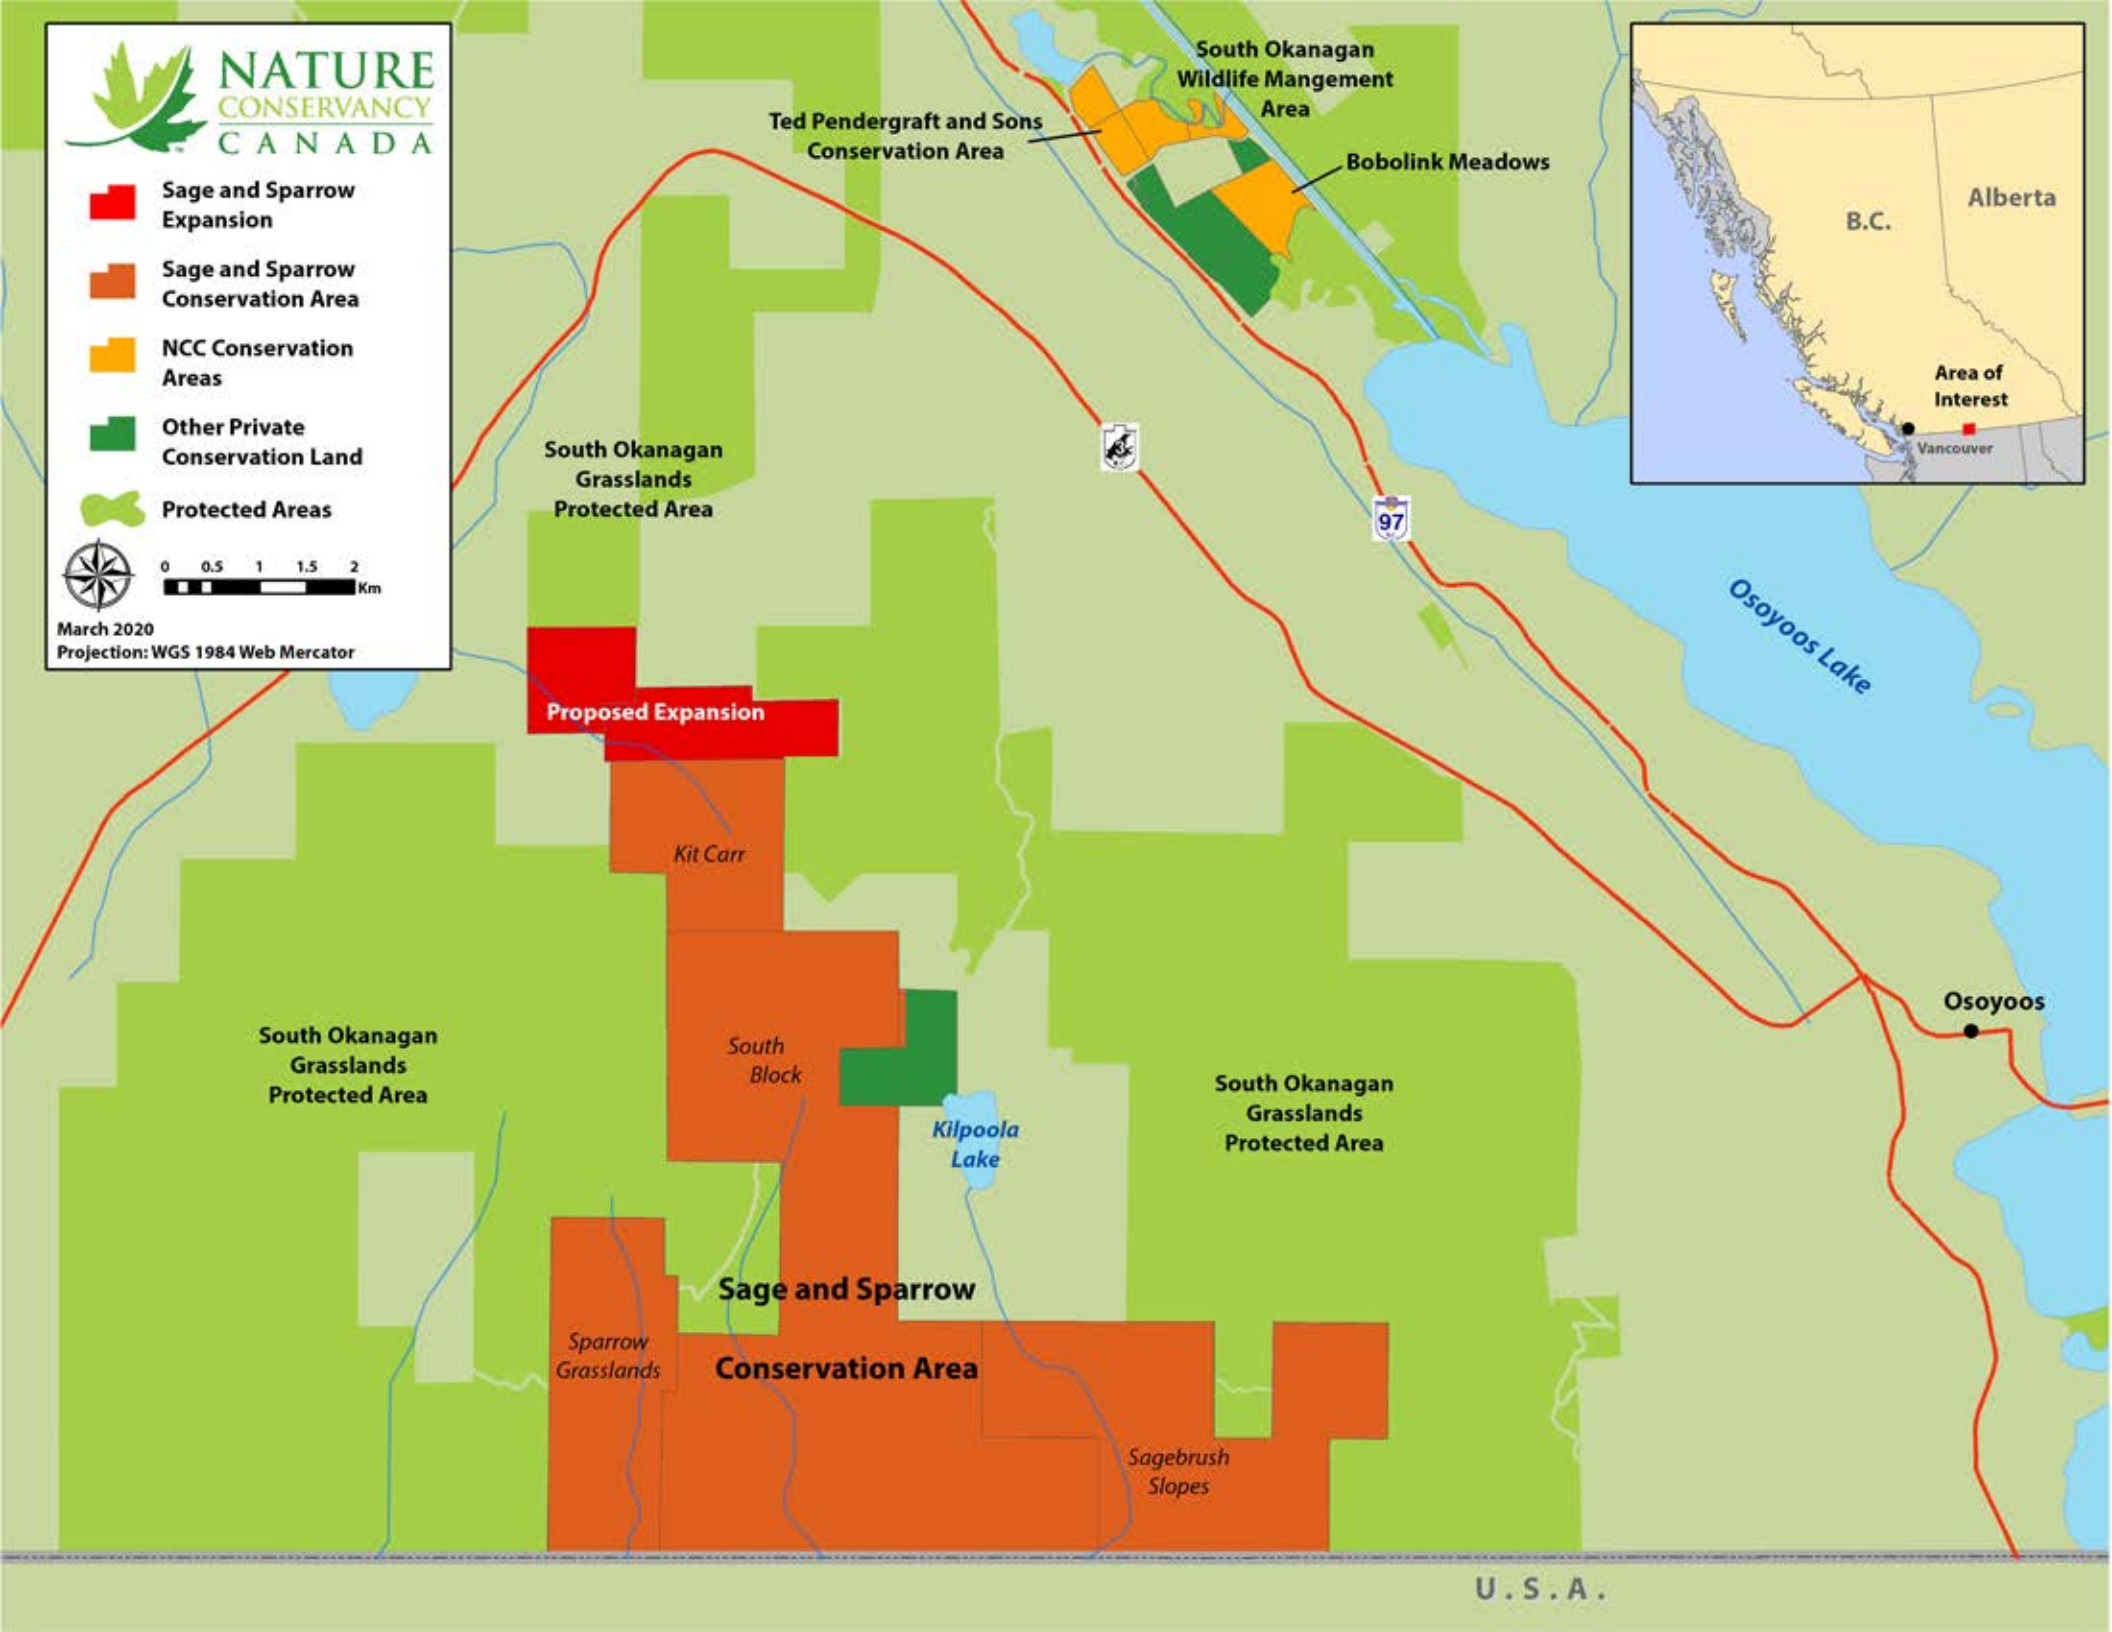 NATURE
CONSERVANCY
CANADA
Sage and Sparrow
Expansion
Sage and Sparrow
Conservation Area
NCC Conservation
Areas
Other Private
Conservation Land
Protected Areas
0 0.5 1 1.5 2
Km
March 2020
Projection: WGS 1984 Web Mercator
South Okanagan
Wildlife Mangement
Area
Ted Pendergraft and Sons
Conservation Area
Bobolink Meadows
B.C.
Alberta
Area of
Interest
Vancouver
3
97
South Okanagan
Grasslands
Protected Area
Osoyoos Lake
Proposed Expansion
Kit Carr
South Okanagan
Grasslands
Protected Area
South
Block
Kilpoola
Lake
South Okanagan
Grasslands
Protected Area
Osoyoos
Sage and Sparrow
Conservation Area
Sparrow
Grasslands
Sagebrush
Slopes
U.S.A.